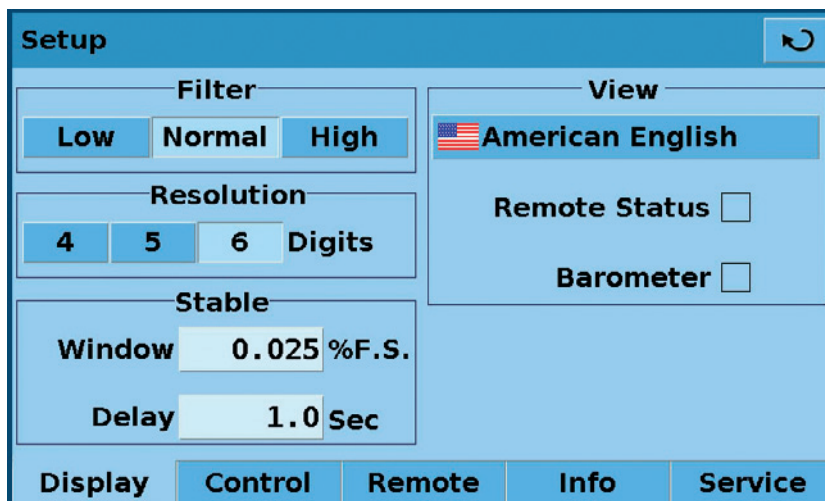 Setup
Filter
Low Normal High
Resolution
4 5 6 Digits
Stable
Window 0.025 %F.S.
Delay 1.0 Sec
View
American English
Remote Status
Barometer
Display Control Remote Info Service